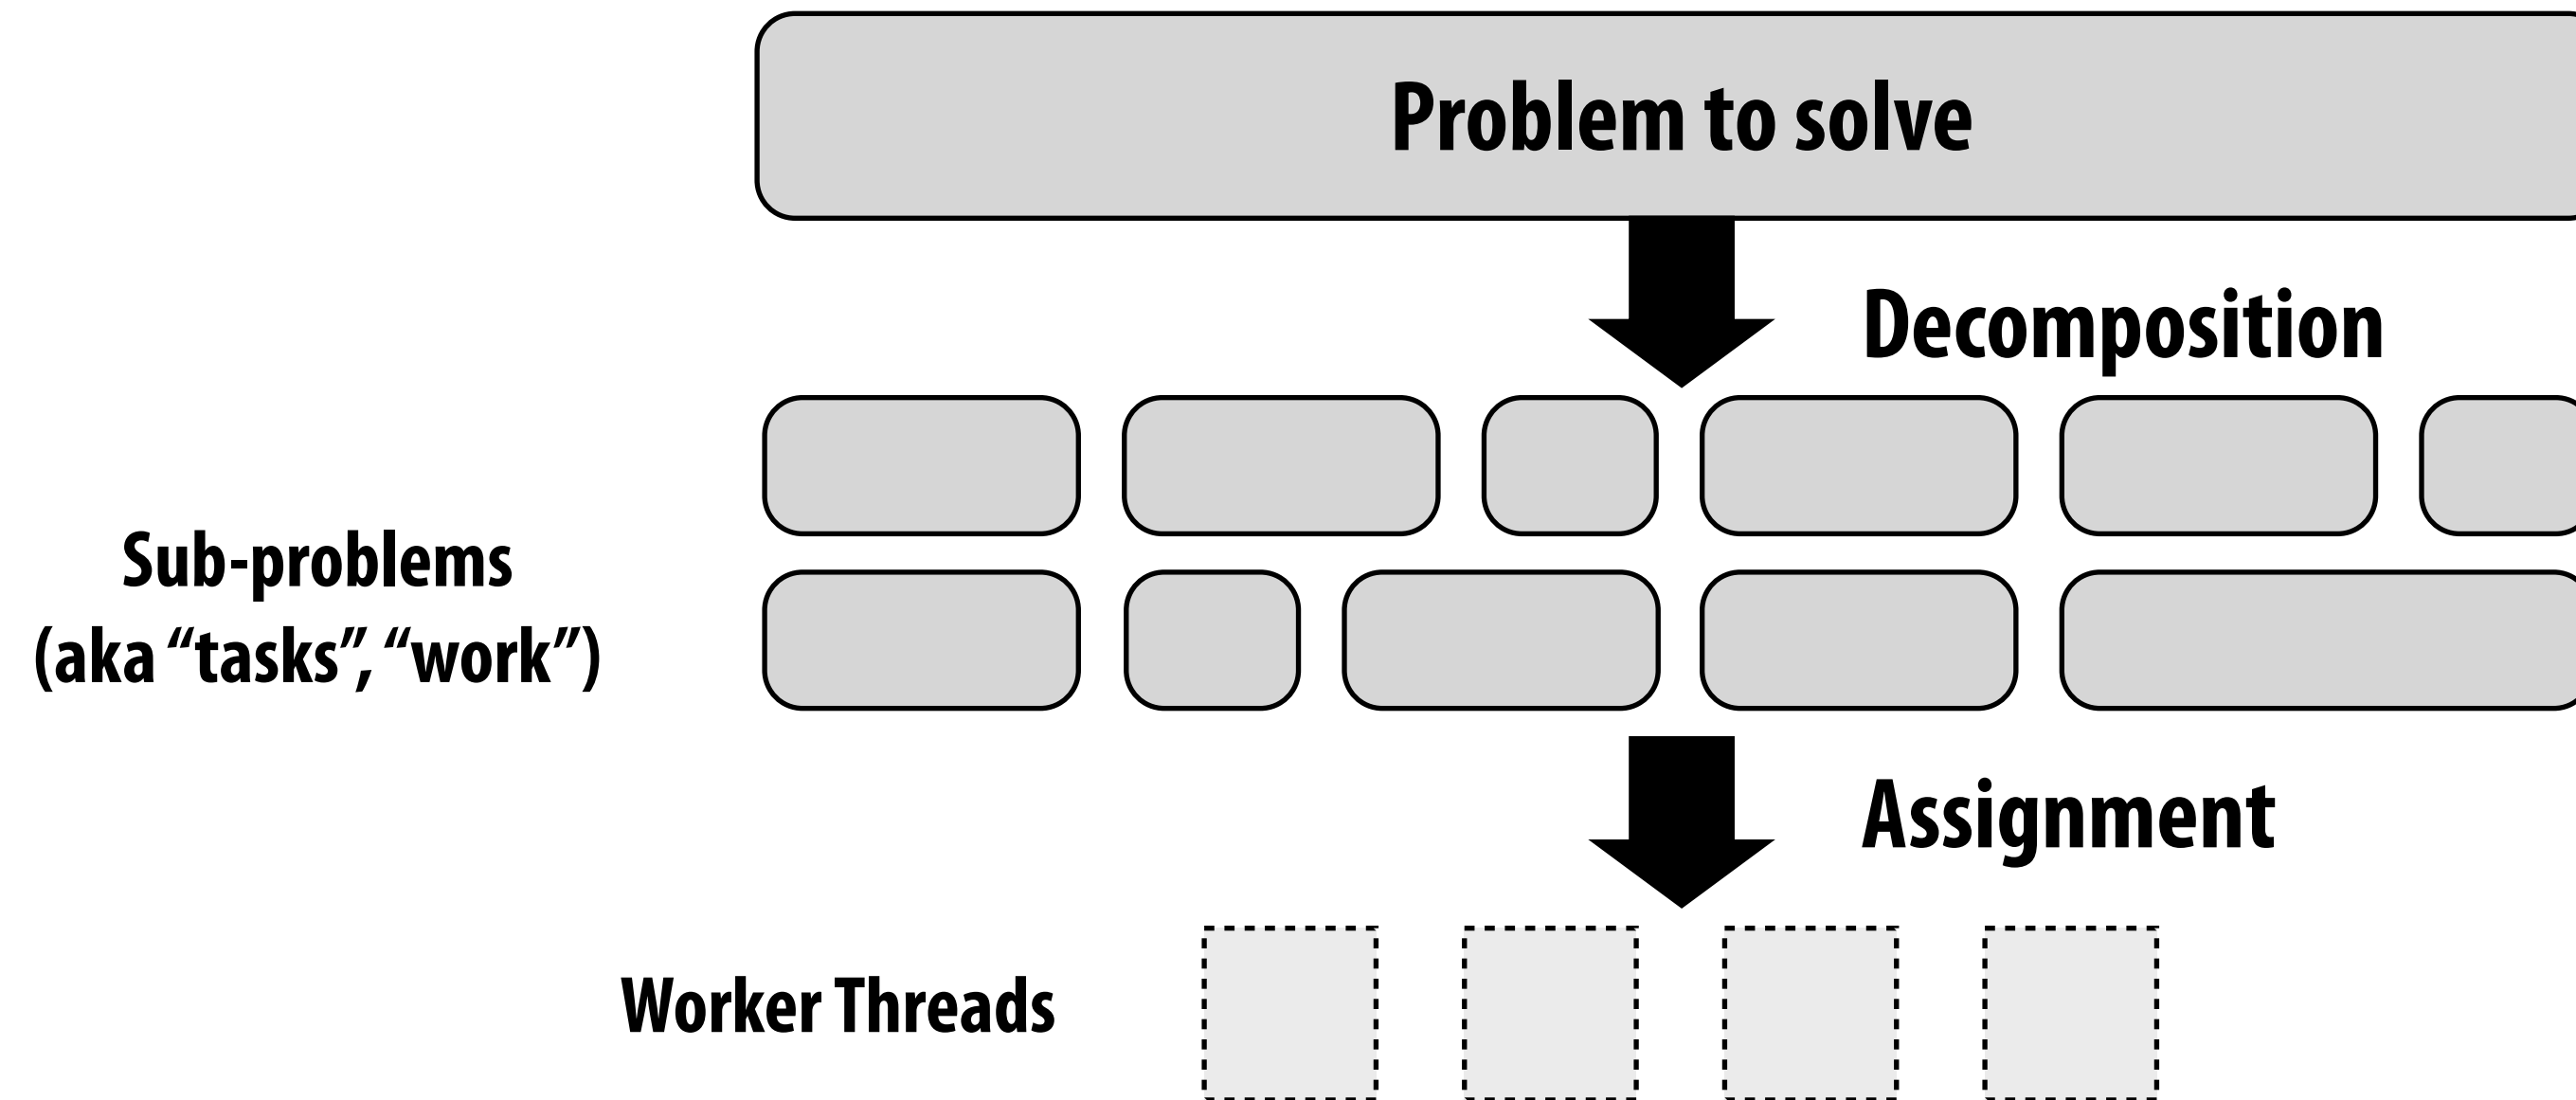 Problem to solve
Decomposition
Sub-problems
(aka “tasks”, “work”)
Assignment
Worker Threads